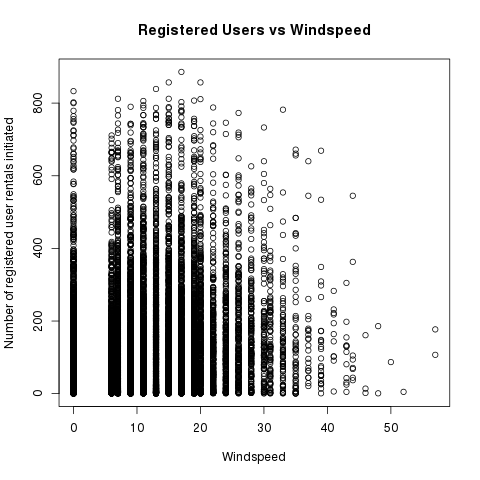 Registered Users vs Windspeed
Number of registered user rentals initiated
800
600
400
200
0
0 10 20 30 40 50
Windspeed